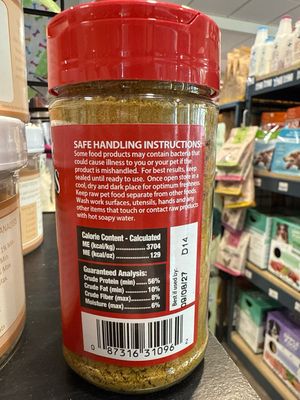 SAFE HANDLING INSTRUCTIONS:
Some food products may contain bacteria that
could cause illness to you or your pet if the
product is mishandled. For best results, keep
sealed until ready to use. Once open store in a
cool, dry and dark place for optimum freshness.
Keep raw pet food separate from other foods.
Wash work surfaces, utensils, hands and any
other items that touch or contact raw products
with hot soapy water.
Calorie Content - Calculated
ME (kcal/kg) 3704
ME (kcal/oz) 129
Guaranteed Analysis:
Crude Protein (min) 56%
Crude Fat (min) 10%
Crude Fiber (max) 8%
Moisture (max) 6%
Best if used by:
09/08/27
D14
0 87316 31096 2